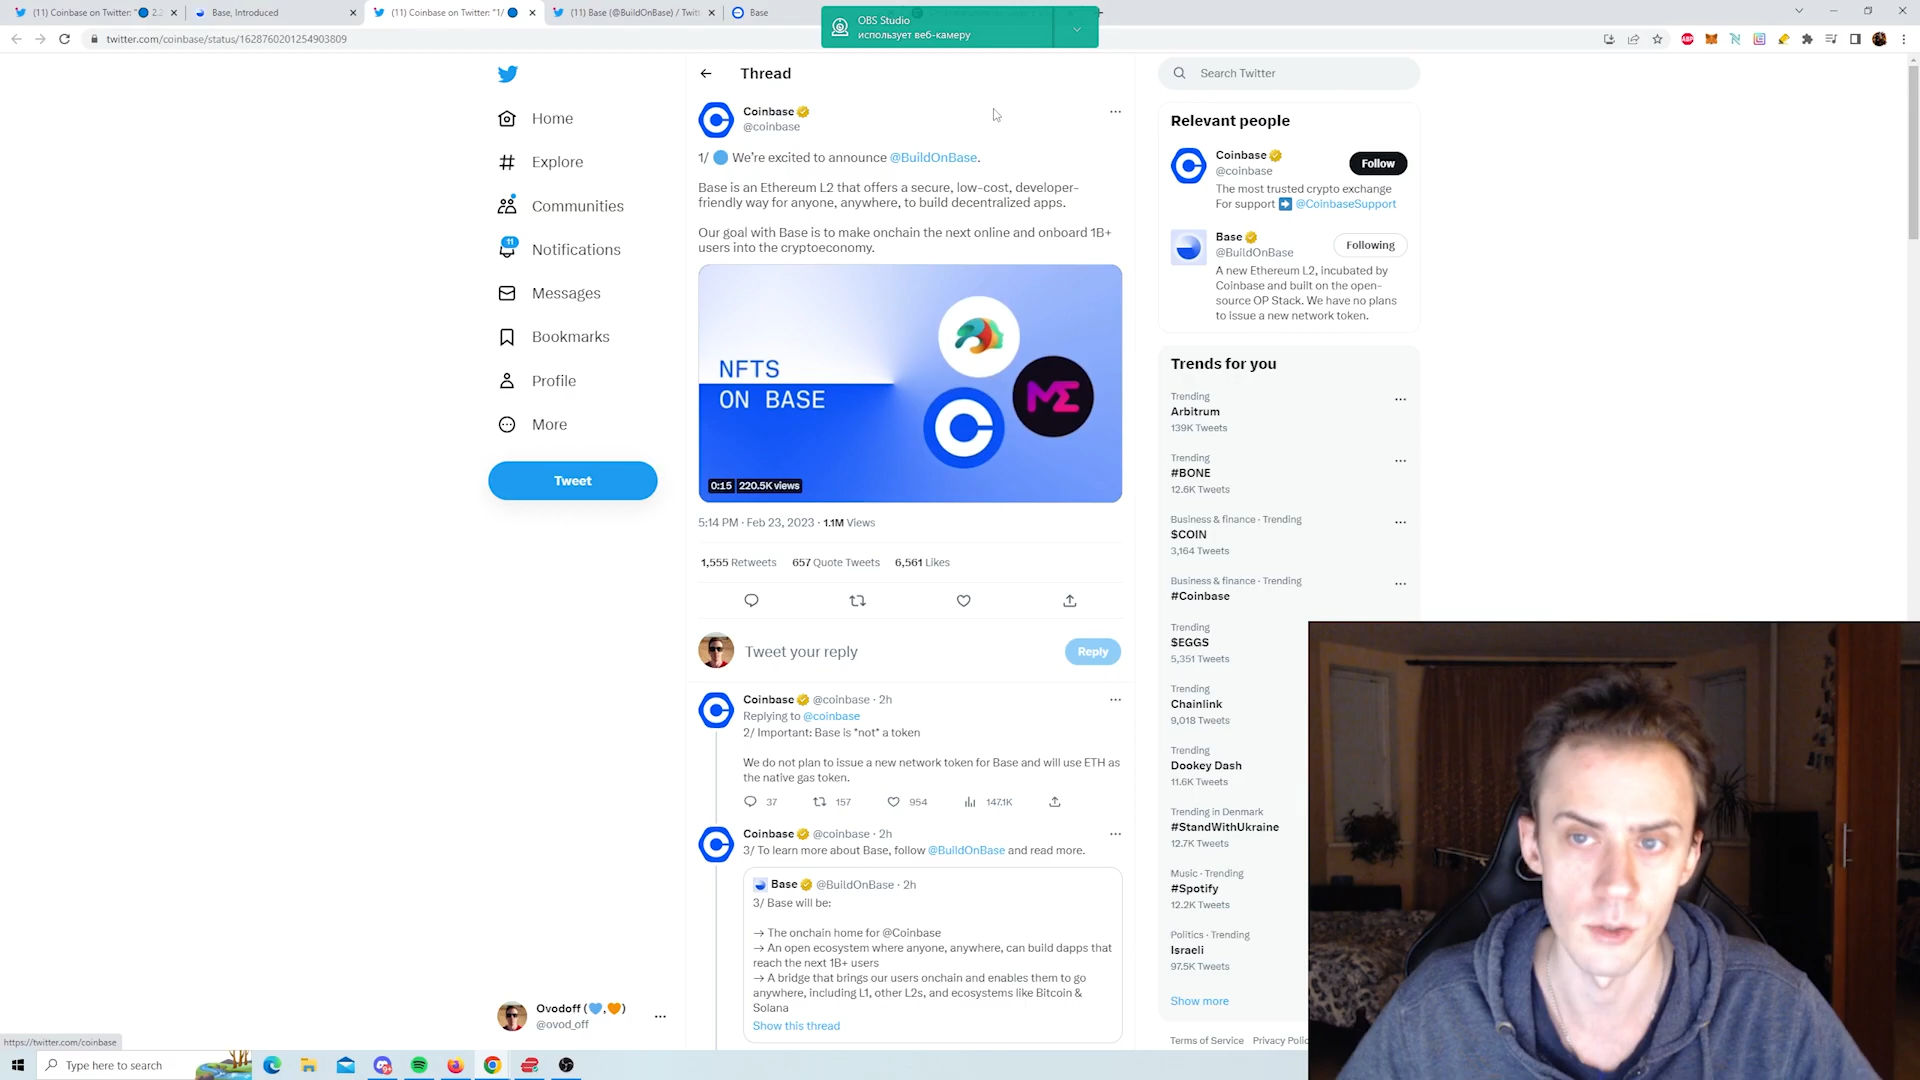 (11) Coinbase on Twitter: "🔵 2.2
Base, Introduced
(11) Coinbase on Twitter: "1/ 🔵
(11) Base (@BuildOnBase) / Twit
Base
OBS Studio
использует веб-камеру
twitter.com/coinbase/status/1628760201254903809
Home
Explore
Communities
11
Notifications
Messages
Bookmarks
Profile
More
Tweet
Ovodoff (💙,🧡)
@ovod_off
https://twitter.com/coinbase
Thread
Coinbase
@coinbase
1/ 🔵 We're excited to announce @BuildOnBase.
Base is an Ethereum L2 that offers a secure, low-cost, developer-
friendly way for anyone, anywhere, to build decentralized apps.
Our goal with Base is to make onchain the next online and onboard 1B+
users into the cryptoeconomy.
NFTS
ON BASE
ME
0:15 220.5K views
5:14 PM · Feb 23, 2023 · 1.1M Views
1,555 Retweets 657 Quote Tweets 6,561 Likes
Tweet your reply
Reply
Coinbase @coinbase · 2h
Replying to @coinbase
2/ Important: Base is *not* a token
We do not plan to issue a new network token for Base and will use ETH as
the native gas token.
37 157 954 147.1K
Coinbase @coinbase · 2h
3/ To learn more about Base, follow @BuildOnBase and read more.
Base @BuildOnBase · 2h
3/ Base will be:
→ The onchain home for @Coinbase
→ An open ecosystem where anyone, anywhere, can build dapps that
reach the next 1B+ users
→ A bridge that brings our users onchain and enables them to go
anywhere, including L1, other L2s, and ecosystems like Bitcoin &
Solana
Show this thread
Search Twitter
Relevant people
Coinbase
@coinbase
Follow
The most trusted crypto exchange
For support ➡️ @CoinbaseSupport
Base
@BuildOnBase
Following
A new Ethereum L2, incubated by
Coinbase and built on the open-
source OP Stack. We have no plans
to issue a new network token.
Trends for you
Trending
Arbitrum
139K Tweets
Trending
#BONE
12.6K Tweets
Business & finance · Trending
$COIN
3,164 Tweets
Business & finance · Trending
#Coinbase
Trending
$EGGS
5,351 Tweets
Trending
Chainlink
9,018 Tweets
Trending
Dookey Dash
11.6K Tweets
Trending in Denmark
#StandWithUkraine
12.7K Tweets
Music · Trending
#Spotify
12.2K Tweets
Politics · Trending
Israeli
97.5K Tweets
Show more
Terms of Service Privacy Polic
Type here to search